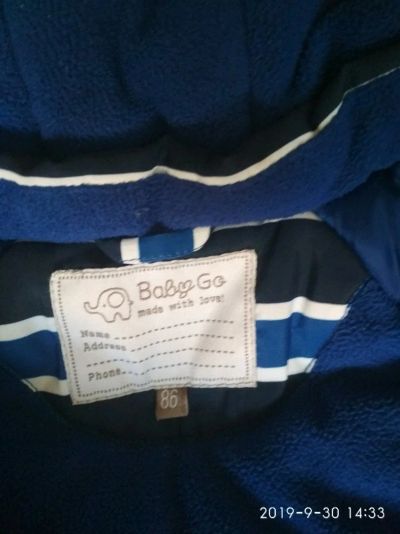 Baby Go
made with love!
Name
Address
Phone
86
2019-9-30 14:33